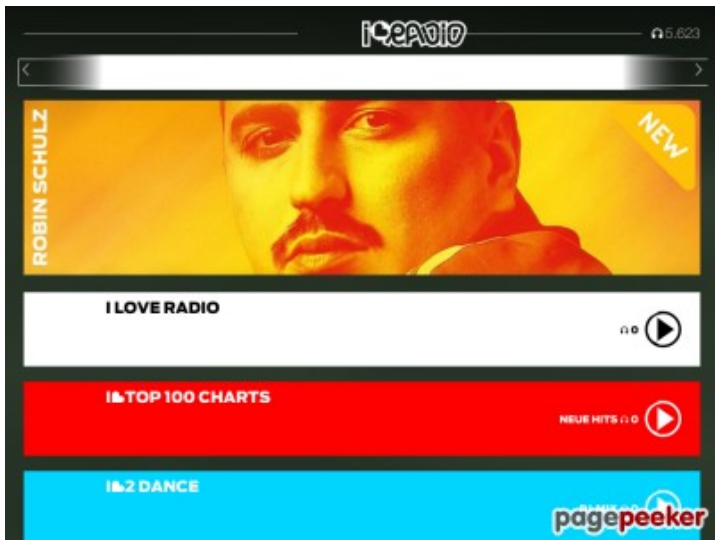 I RADIO
5.623
ROBIN SCHULZ
NEW
I LOVE RADIO
0
I TOP 100 CHARTS
NEUE HITS 0
I 2 DANCE
pagepeeker